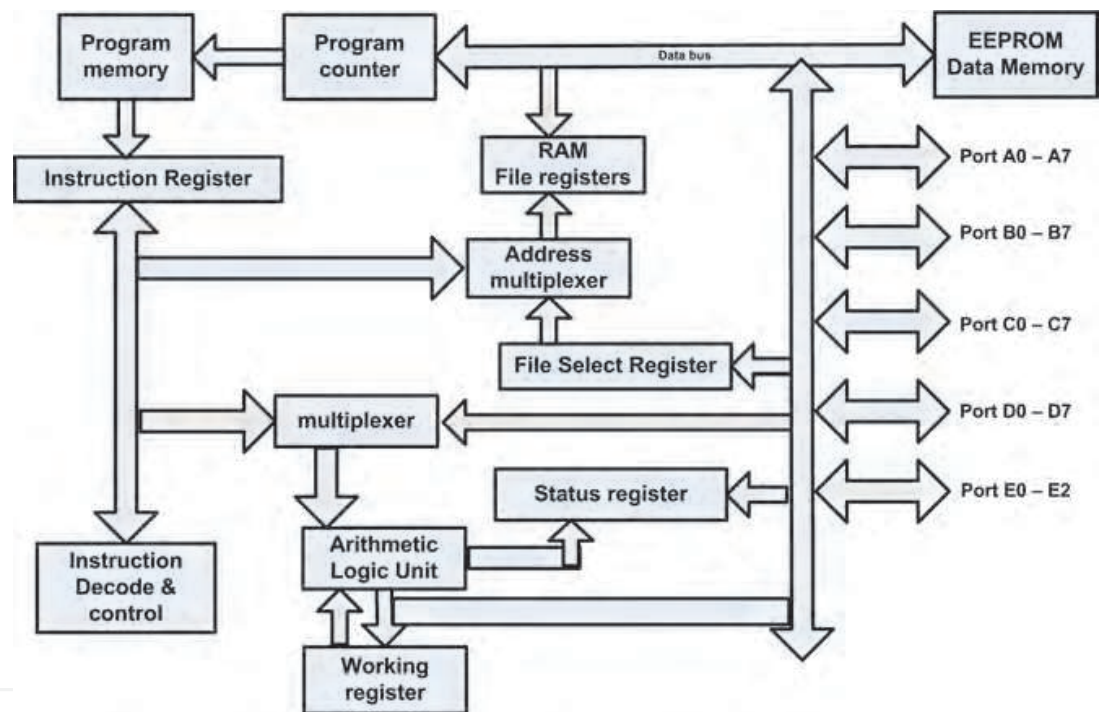 Program
memory
Program
counter
Data bus
EEPROM
Data Memory
Instruction Register
RAM
File registers
Port A0 – A7
Port B0 – B7
Address
multiplexer
Port C0 – C7
File Select Register
multiplexer
Port D0 – D7
Status register
Port E0 – E2
Instruction
Decode &
control
Arithmetic
Logic Unit
Working
register